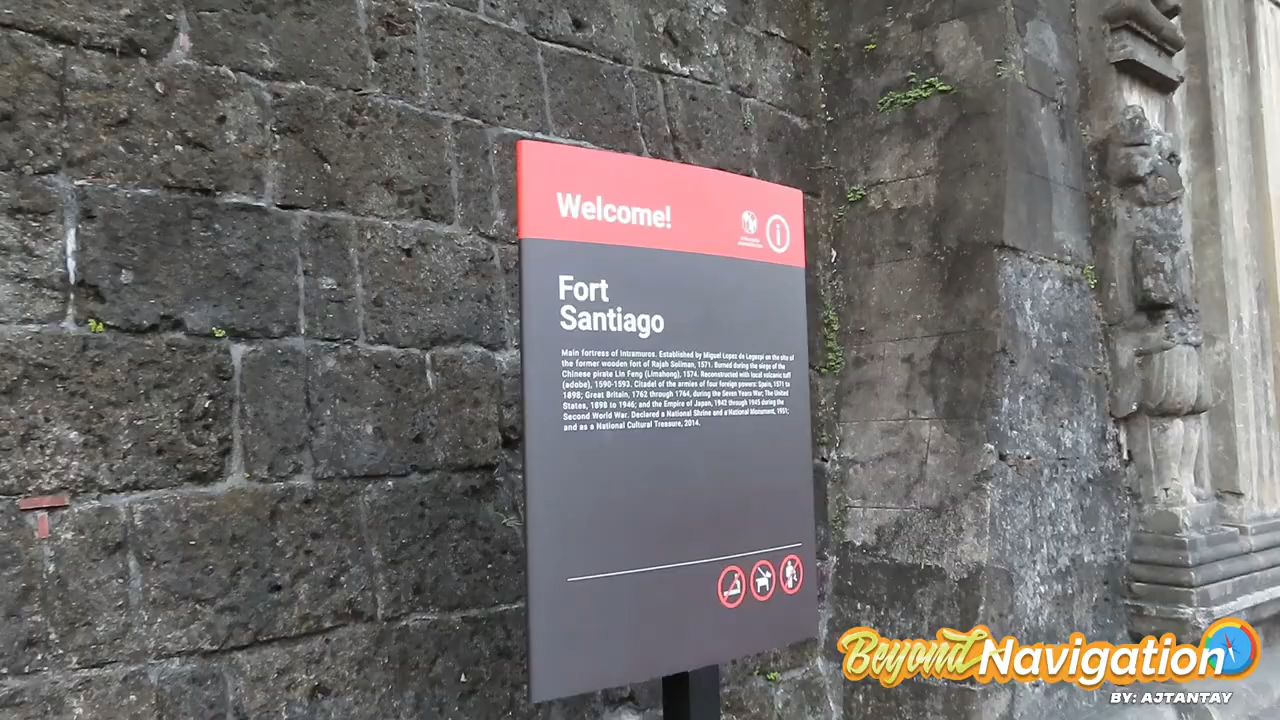 Welcome!
Fort
Santiago
Main fortress of Intramuros. Established by Miguel Lopez de Legazpi on the site of
the former wooden fort of Rajah Soliman, 1571. Burned during the siege of the
Chinese pirate Lin Feng (Limahong), 1574. Reconstructed with local volcanic tuff
(adobe), 1590-1593. Citadel of the armies of four foreign powers: Spain, 1571 to
1898; Great Britain, 1762 through 1764, during the Seven Years War; The United
States, 1898 to 1946; and the Empire of Japan, 1942 through 1945 during the
Second World War. Declared a National Shrine and a National Monument, 1951;
and as a National Cultural Treasure, 2014.
Beyond Navigation
BY: AJTANTAY